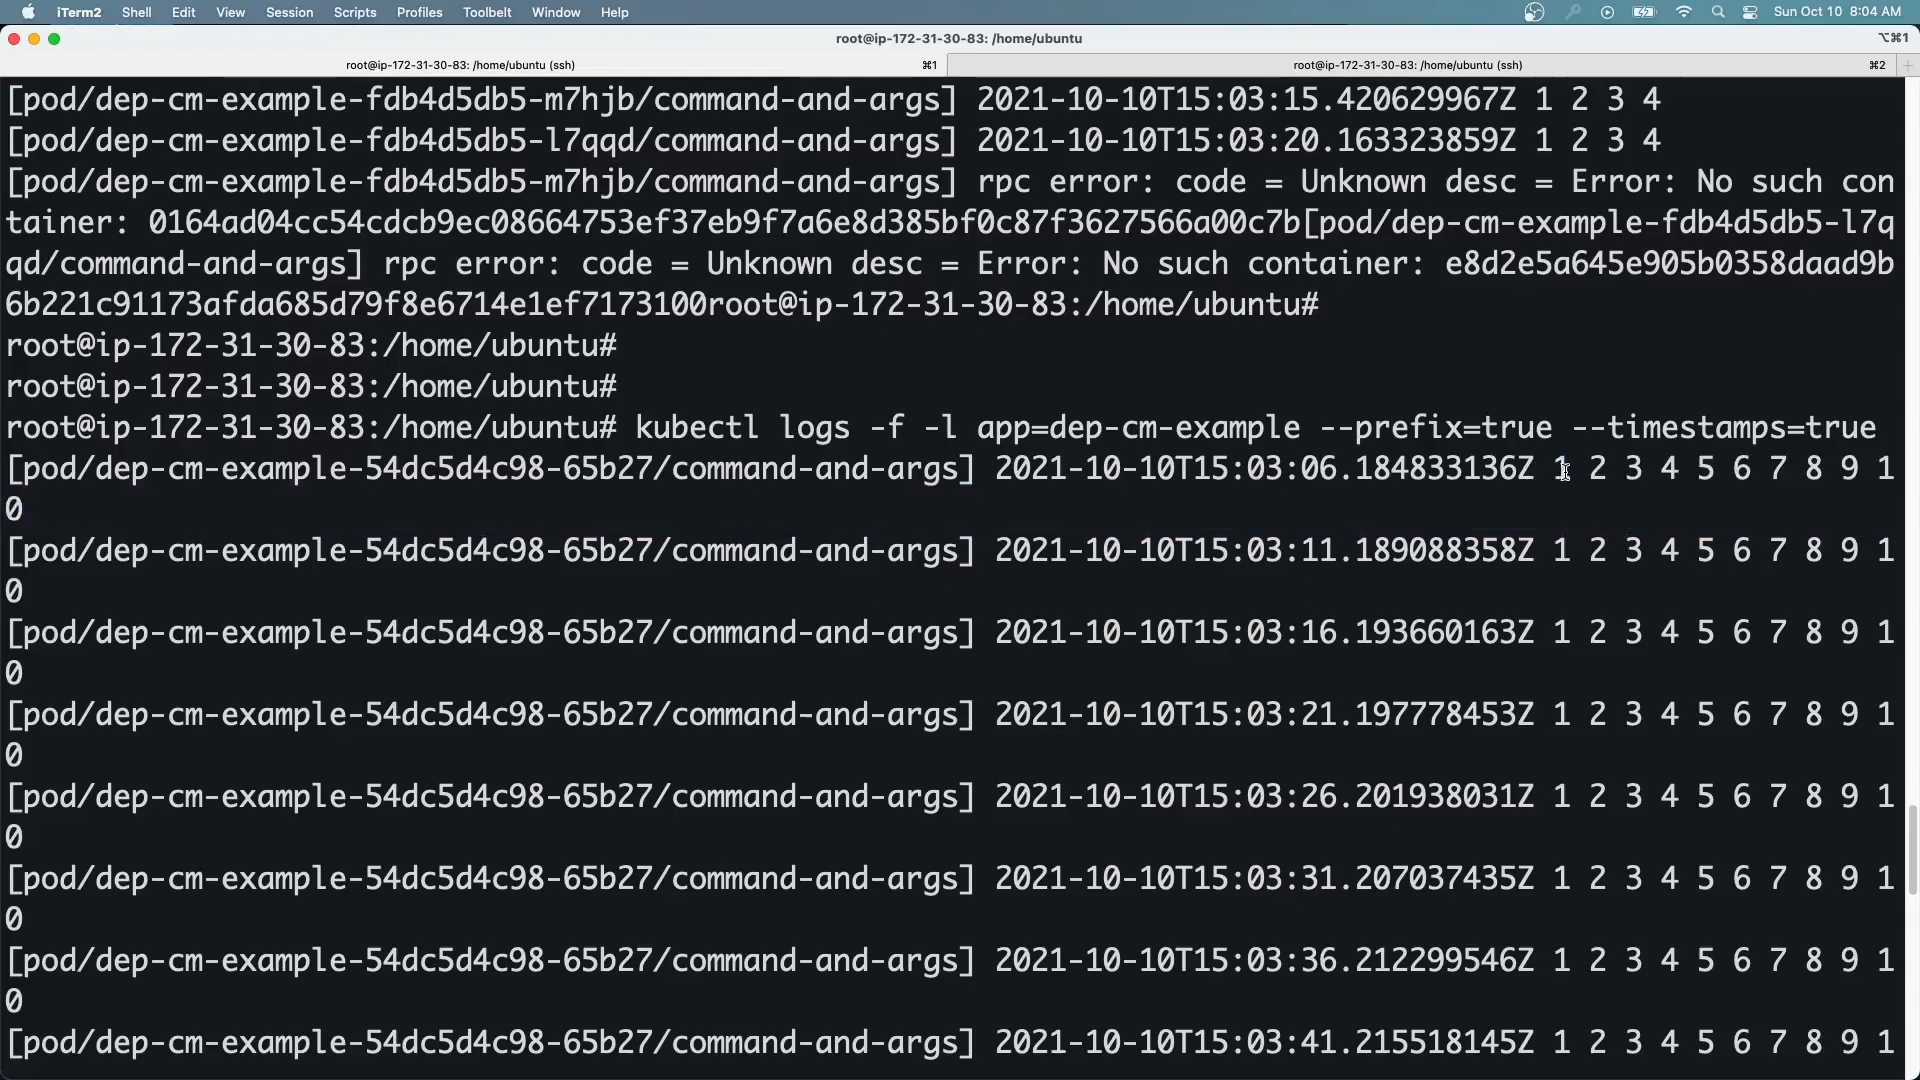 iTerm2 Shell Edit View Session Scripts Profiles Toolbelt Window Help Sun Oct 10 8:04 AM
root@ip-172-31-30-83: /home/ubuntu ⌥⌘1
root@ip-172-31-30-83: /home/ubuntu (ssh) ⌘1 root@ip-172-31-30-83: /home/ubuntu (ssh) ⌘2
[pod/dep-cm-example-fdb4d5db5-m7hjb/command-and-args] 2021-10-10T15:03:15.420629967Z 1 2 3 4
[pod/dep-cm-example-fdb4d5db5-l7qqd/command-and-args] 2021-10-10T15:03:20.163323859Z 1 2 3 4
[pod/dep-cm-example-fdb4d5db5-m7hjb/command-and-args] rpc error: code = Unknown desc = Error: No such con
tainer: 0164ad04cc54cdcb9ec08664753ef37eb9f7a6e8d385bf0c87f3627566a00c7b[pod/dep-cm-example-fdb4d5db5-l7q
qd/command-and-args] rpc error: code = Unknown desc = Error: No such container: e8d2e5a645e905b0358daad9b
6b221c91173afda685d79f8e6714e1ef7173100root@ip-172-31-30-83:/home/ubuntu#
root@ip-172-31-30-83:/home/ubuntu#
root@ip-172-31-30-83:/home/ubuntu#
root@ip-172-31-30-83:/home/ubuntu# kubectl logs -f -l app=dep-cm-example --prefix=true --timestamps=true
[pod/dep-cm-example-54dc5d4c98-65b27/command-and-args] 2021-10-10T15:03:06.184833136Z 1 2 3 4 5 6 7 8 9 1
0
[pod/dep-cm-example-54dc5d4c98-65b27/command-and-args] 2021-10-10T15:03:11.189088358Z 1 2 3 4 5 6 7 8 9 1
0
[pod/dep-cm-example-54dc5d4c98-65b27/command-and-args] 2021-10-10T15:03:16.193660163Z 1 2 3 4 5 6 7 8 9 1
0
[pod/dep-cm-example-54dc5d4c98-65b27/command-and-args] 2021-10-10T15:03:21.197778453Z 1 2 3 4 5 6 7 8 9 1
0
[pod/dep-cm-example-54dc5d4c98-65b27/command-and-args] 2021-10-10T15:03:26.201938031Z 1 2 3 4 5 6 7 8 9 1
0
[pod/dep-cm-example-54dc5d4c98-65b27/command-and-args] 2021-10-10T15:03:31.207037435Z 1 2 3 4 5 6 7 8 9 1
0
[pod/dep-cm-example-54dc5d4c98-65b27/command-and-args] 2021-10-10T15:03:36.212299546Z 1 2 3 4 5 6 7 8 9 1
0
[pod/dep-cm-example-54dc5d4c98-65b27/command-and-args] 2021-10-10T15:03:41.215518145Z 1 2 3 4 5 6 7 8 9 1